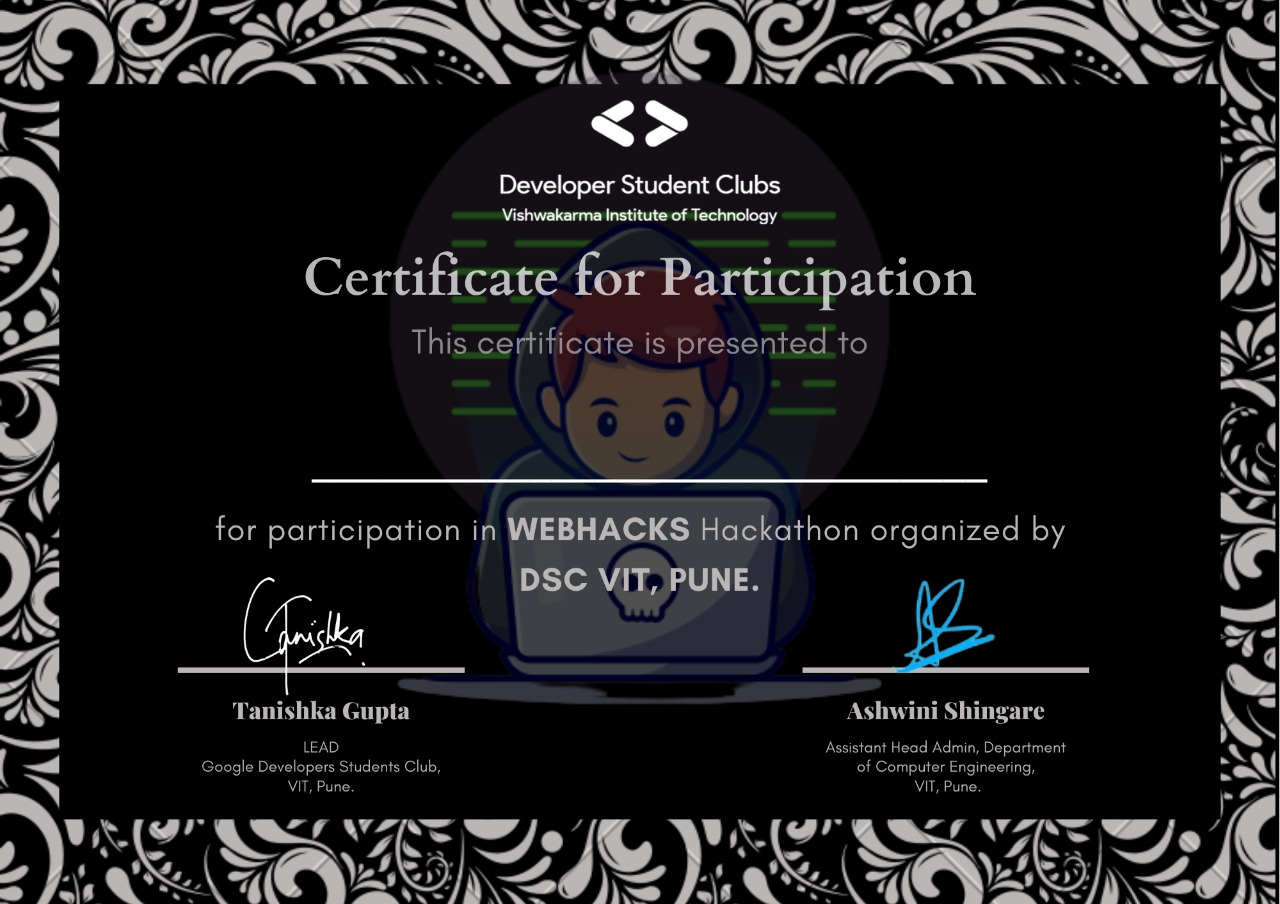 Developer Student Clubs
Vishwakarma Institute of Technology
Certificate for Participation
This certificate is presented to
for participation in WEBHACKS Hackathon organized by
DSC VIT, PUNE.
Tanishka
Tanishka Gupta
LEAD
Google Developers Students Club,
VIT, Pune.
Ashwini Shingare
Assistant Head Admin, Department
of Computer Engineering,
VIT, Pune.